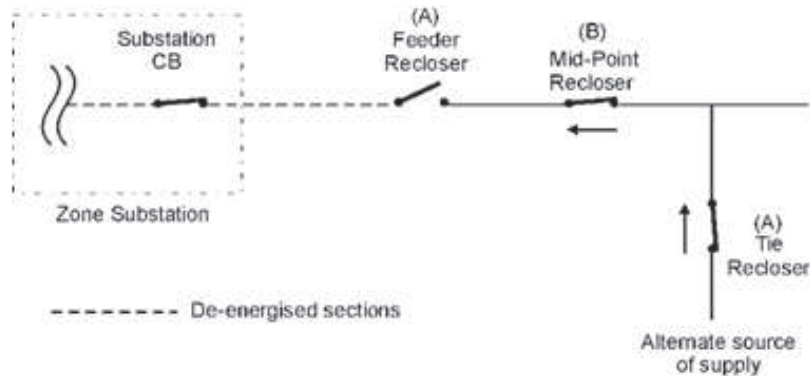 Substation
CB
(A)
Feeder
Recloser
(B)
Mid-Point
Recloser
Zone Substation
(A)
Tie
Recloser
De-energised sections
Alternate source
of supply